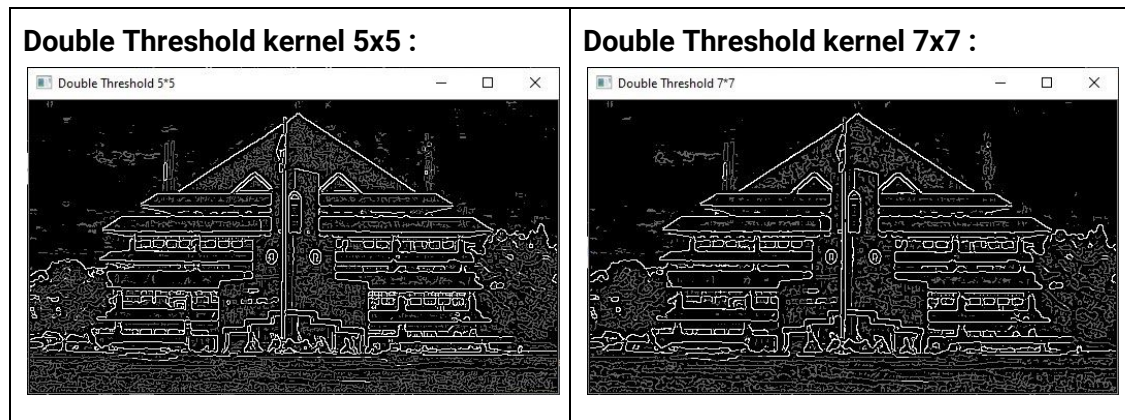 Double Threshold kernel 5x5 :
Double Threshold 5*5
Double Threshold kernel 7x7 :
Double Threshold 7*7